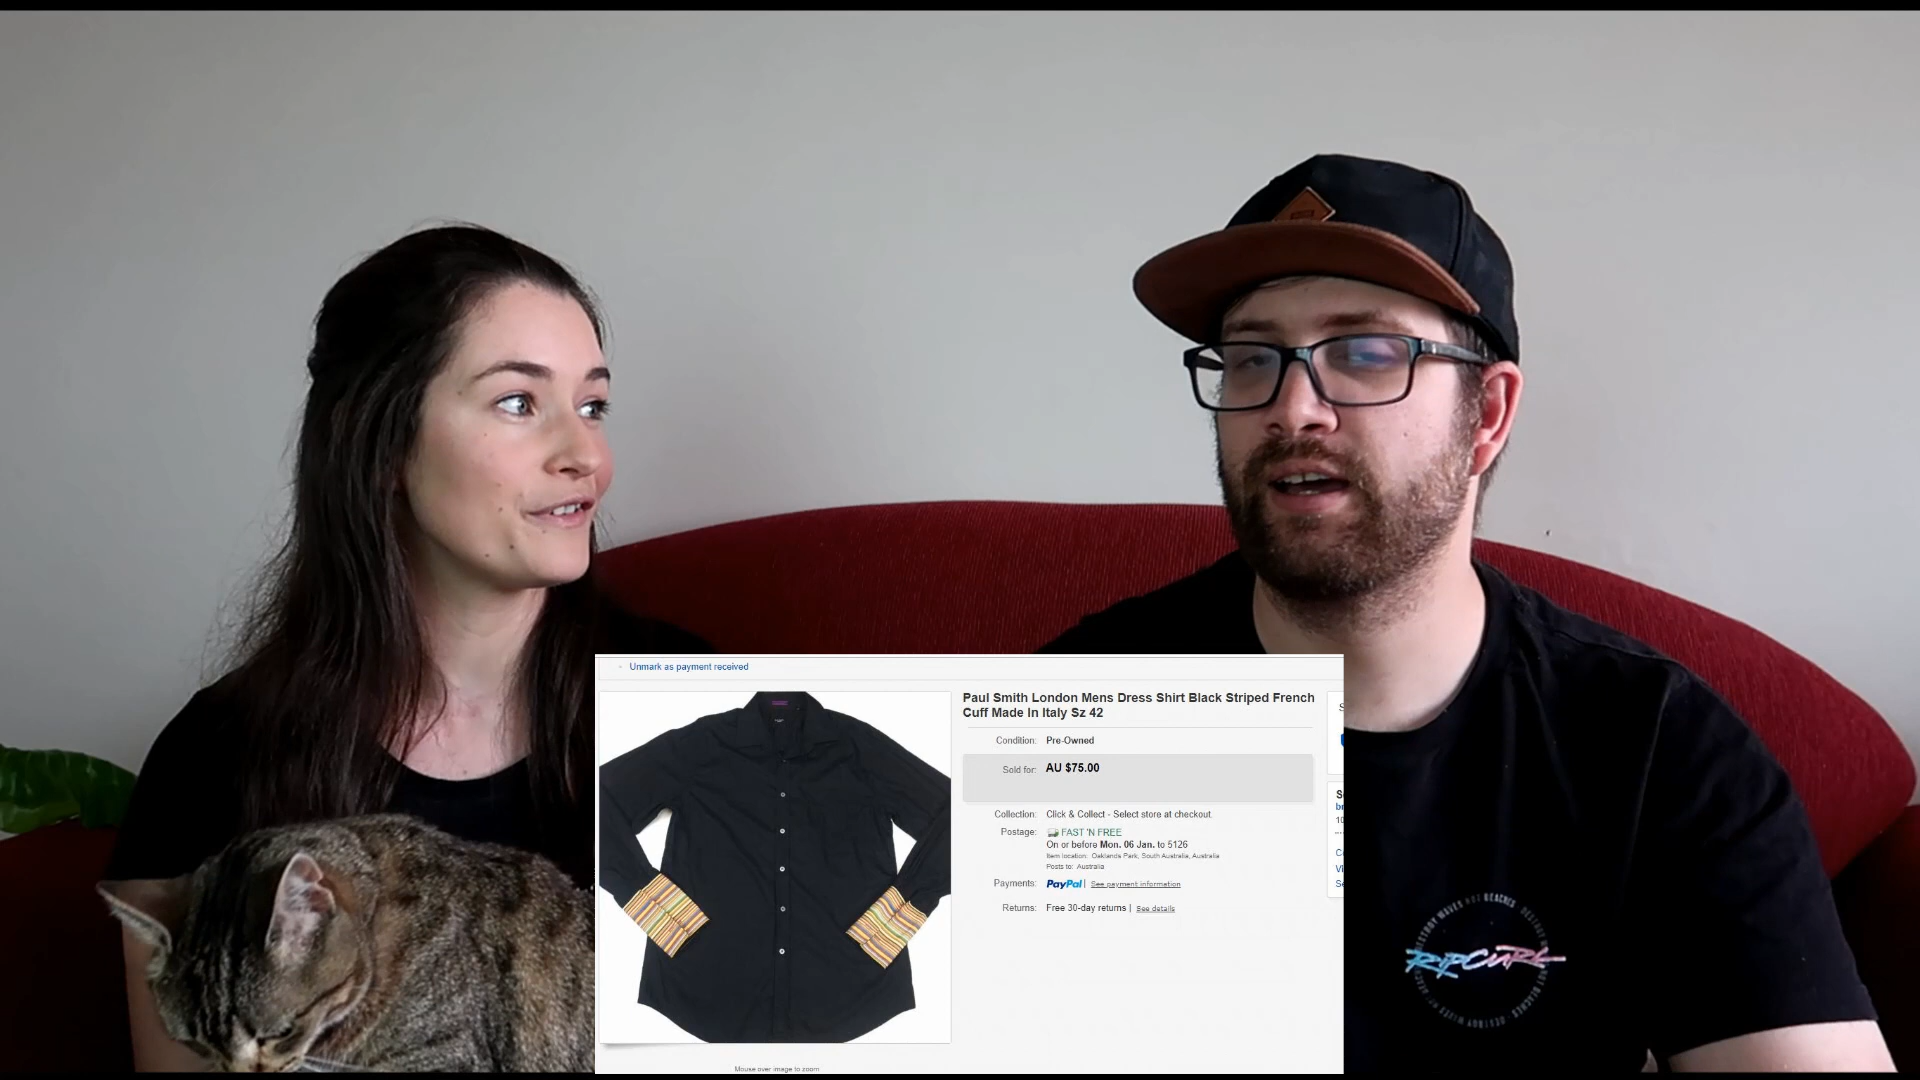 Unmark as payment received
Paul Smith London Mens Dress Shirt Black Striped French
Cuff Made In Italy Sz 42
Condition: Pre-Owned
Sold for: AU $75.00
Collection: Click & Collect - Select store at checkout.
Postage: FAST 'N FREE
On or before Mon. 06 Jan. to 5126
Item location: Oaklands Park, South Australia, Australia
Posts to: Australia
Payments: PayPal | See payment information
Returns: Free 30-day returns | See details
Mouse over image to zoom
RIPCURL